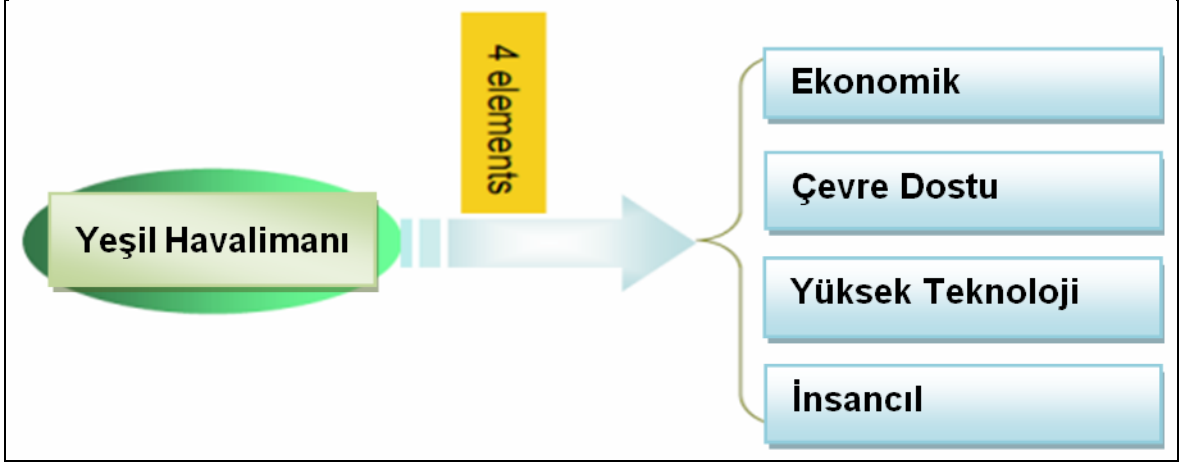 Yeşil Havalimanı
4 elements
Ekonomik
Çevre Dostu
Yüksek Teknoloji
İnsancıl